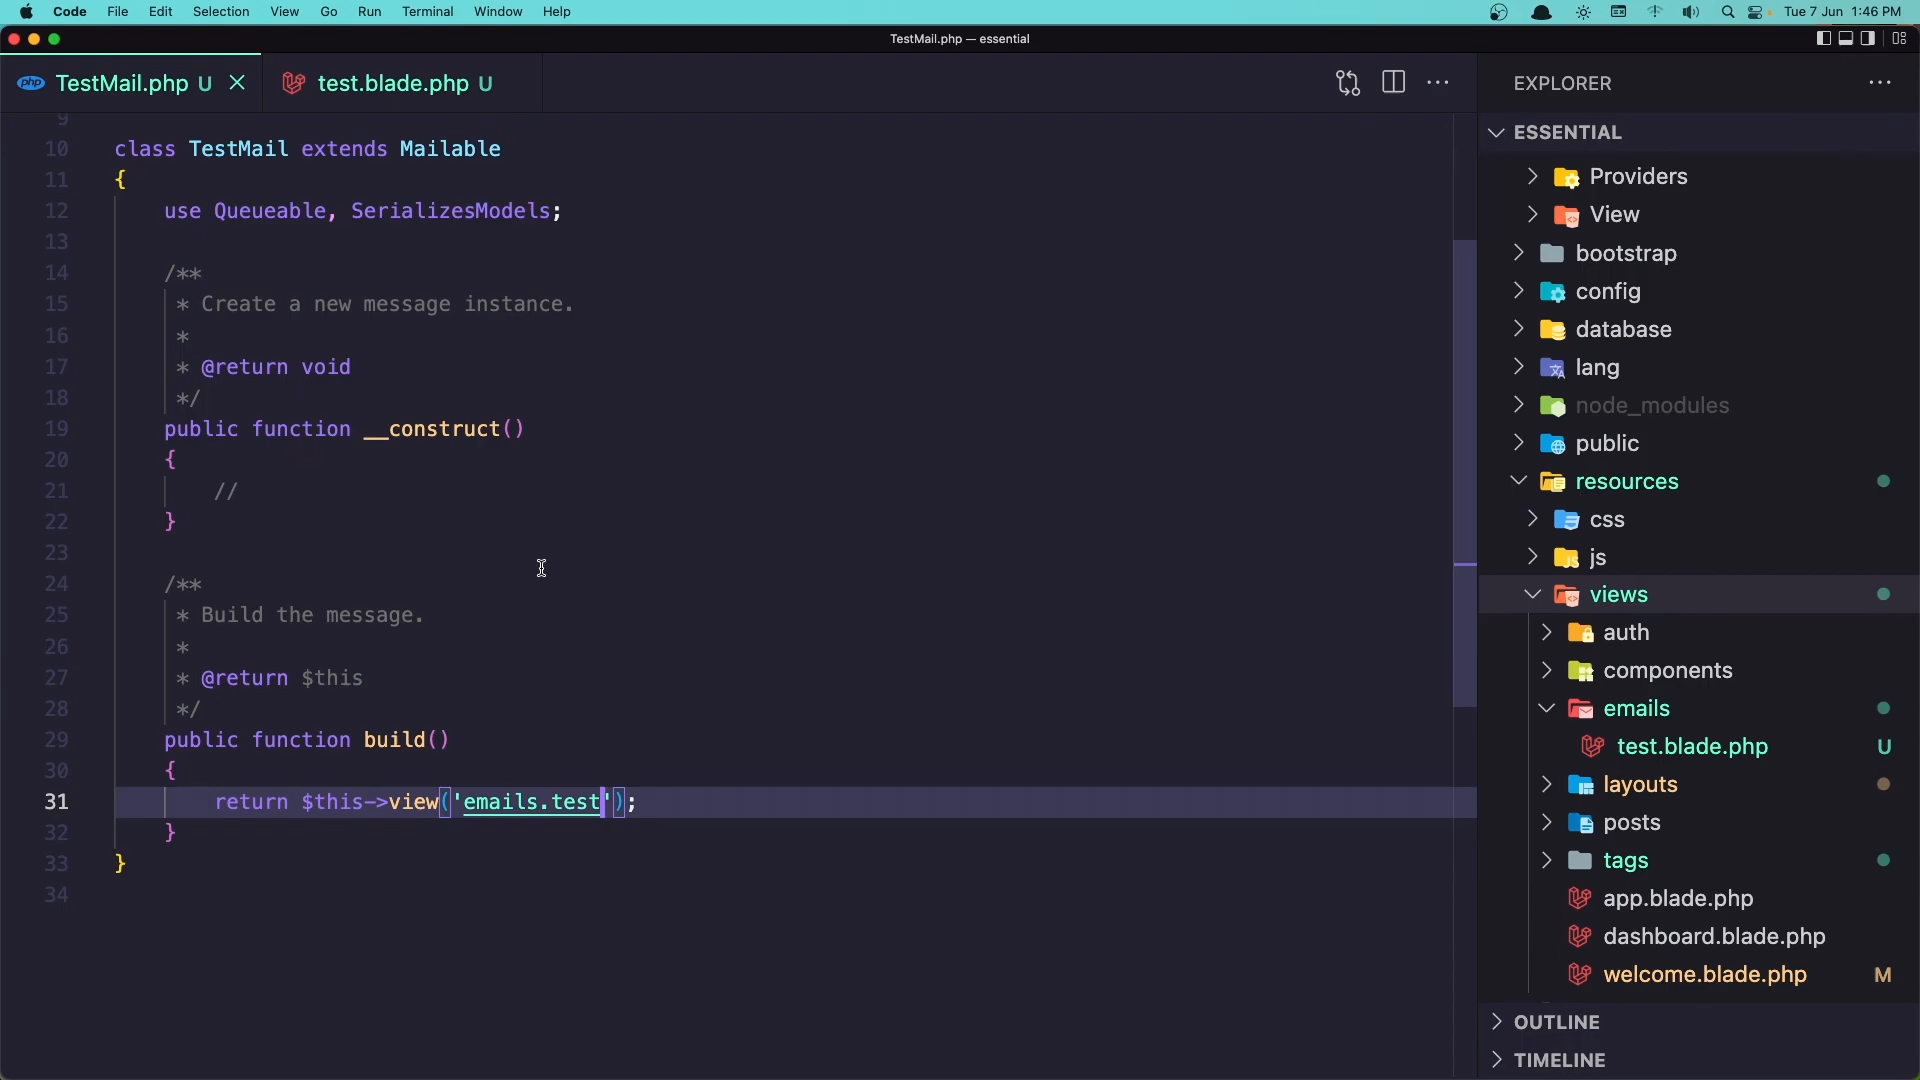 Code File Edit Selection View Go Run Terminal Window Help Tue 7 Jun 1:46 PM
TestMail.php — essential
php TestMail.php U test.blade.php U
EXPLORER
9
10 class TestMail extends Mailable
11 {
12 use Queueable, SerializesModels;
13
14 /**
15 * Create a new message instance.
16 *
17 * @return void
18 */
19 public function __construct()
20 {
21 //
22 }
23
24 /**
25 * Build the message.
26 *
27 * @return $this
28 */
29 public function build()
30 {
31 return $this->view('emails.test');
32 }
33 }
34
ESSENTIAL
Providers
View
bootstrap
config
database
lang
node_modules
public
resources
css
js
views
auth
components
emails
test.blade.php U
layouts
posts
tags
app.blade.php
dashboard.blade.php
welcome.blade.php M
OUTLINE
TIMELINE